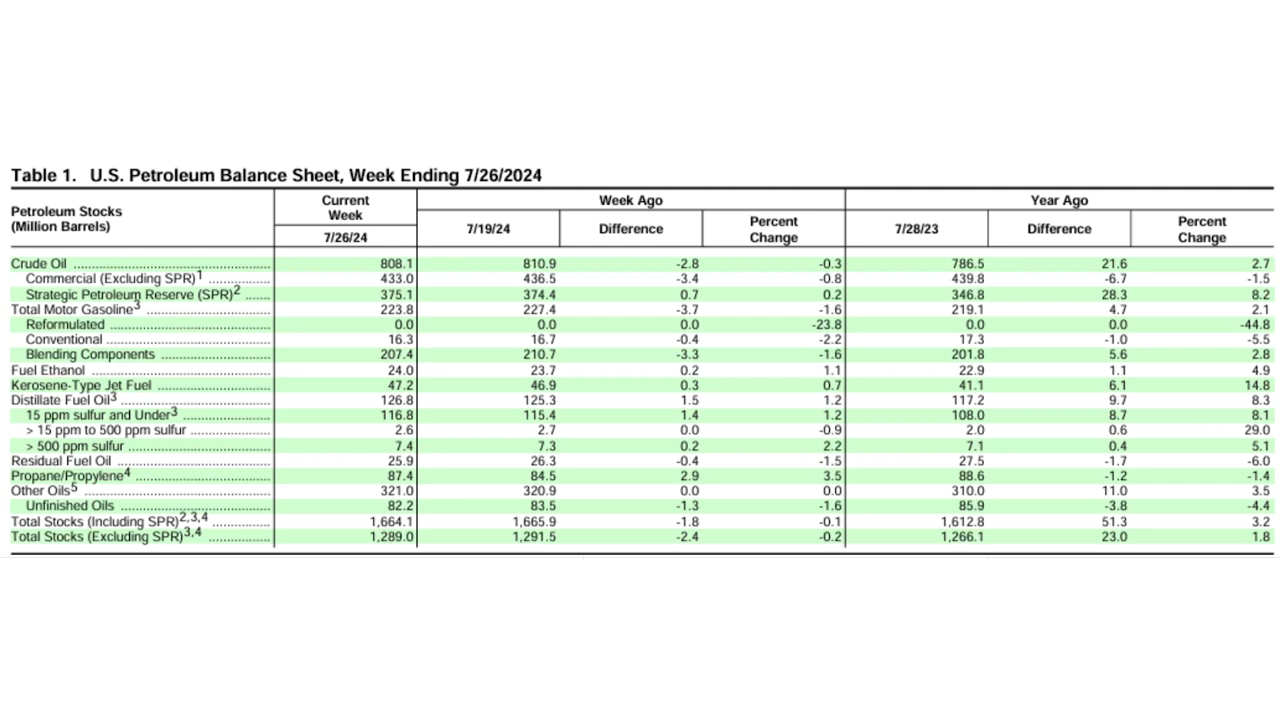 Table 1. U.S. Petroleum Balance Sheet, Week Ending 7/26/2024
Petroleum Stocks (Million Barrels) Current Week Week Ago Year Ago
7/26/24 7/19/24 Difference Percent Change 7/28/23 Difference Percent Change
Crude Oil ................ 808.1 810.9 -2.8 -0.3 786.5 21.6 2.7
Commercial (Excluding SPR)1 ................ 433.0 436.5 -3.4 -0.8 439.8 -6.7 -1.5
Strategic Petroleum Reserve (SPR)2 ....... 375.1 374.4 0.7 0.2 346.8 28.3 8.2
Total Motor Gasoline3 ................ 223.8 227.4 -3.7 -1.6 219.1 4.7 2.1
Reformulated ................ 0.0 0.0 0.0 -23.8 0.0 0.0 -44.8
Conventional ................ 16.3 16.7 -0.4 -2.2 17.3 -1.0 -5.5
Blending Components ................ 207.4 210.7 -3.3 -1.6 201.8 5.6 2.8
Fuel Ethanol ................ 24.0 23.7 0.2 1.1 22.9 1.1 4.9
Kerosene-Type Jet Fuel ................ 47.2 46.9 0.3 0.7 41.1 6.1 14.8
Distillate Fuel Oil3 ................ 126.8 125.3 1.5 1.2 117.2 9.7 8.3
15 ppm sulfur and Under3 ................ 116.8 115.4 1.4 1.2 108.0 8.7 8.1
> 15 ppm to 500 ppm sulfur ................ 2.6 2.7 0.0 -0.9 2.0 0.6 29.0
> 500 ppm sulfur ................ 7.4 7.3 0.2 2.2 7.1 0.4 5.1
Residual Fuel Oil ................ 25.9 26.3 -0.4 -1.5 27.5 -1.7 -6.0
Propane/Propylene4 ................ 87.4 84.5 2.9 3.5 88.6 -1.2 -1.4
Other Oils5 ................ 321.0 320.9 0.0 0.0 310.0 11.0 3.5
Unfinished Oils ................ 82.2 83.5 -1.3 -1.6 85.9 -3.8 -4.4
Total Stocks (Including SPR)2,3,4 ................ 1,664.1 1,665.9 -1.8 -0.1 1,612.8 51.3 3.2
Total Stocks (Excluding SPR)3,4 ................ 1,289.0 1,291.5 -2.4 -0.2 1,266.1 23.0 1.8